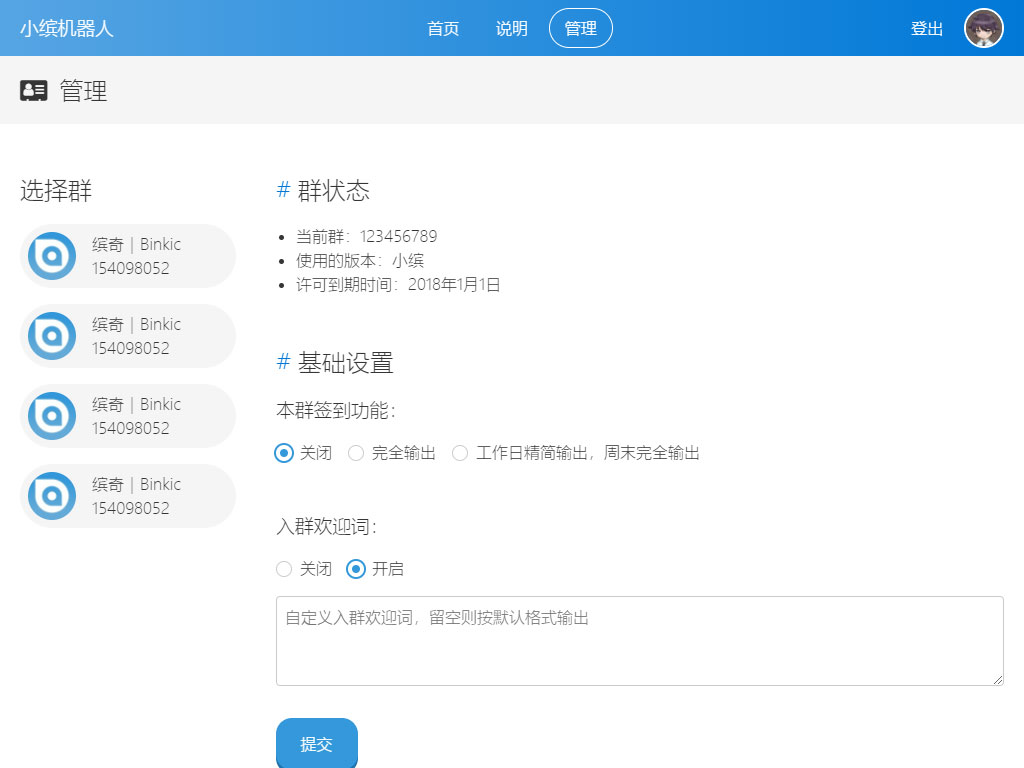 小缤机器人
首页 说明 管理
登出
管理
选择群
缤奇 | Binkic
154098052
缤奇 | Binkic
154098052
缤奇 | Binkic
154098052
缤奇 | Binkic
154098052
# 群状态
当前群：123456789
使用的版本：小缤
许可到期时间：2018年1月1日
# 基础设置
本群签到功能：
关闭 完全输出 工作日精简输出，周末完全输出
入群欢迎词：
关闭 开启
自定义入群欢迎词，留空则按默认格式输出
提交